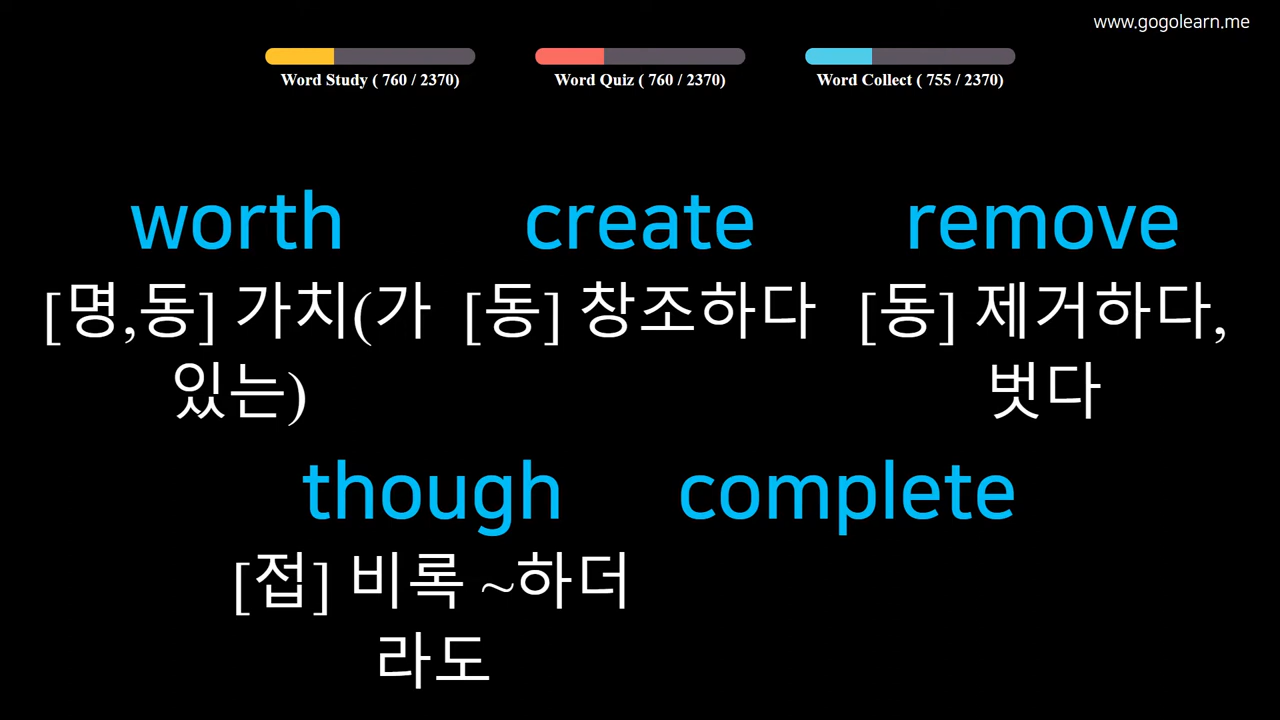 www.gogolearn.me
Word Study ( 760 / 2370)
Word Quiz ( 760 / 2370)
Word Collect ( 755 / 2370)
worth
[명,동] 가치(가
있는)
create
[동] 창조하다
remove
[동] 제거하다,
벗다
though
[접] 비록 ~하더
라도
complete